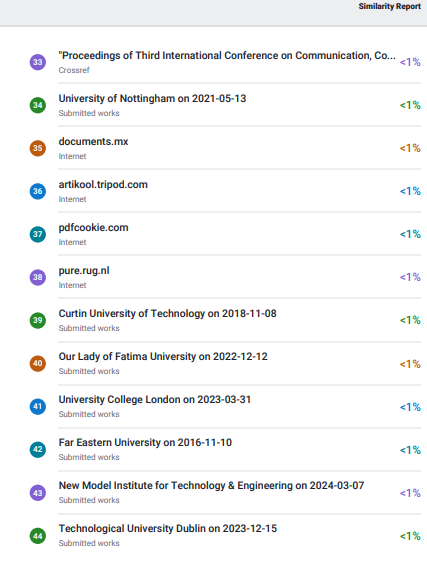 Similarity Report
33 "Proceedings of Third International Conference on Communication, Co... <1%
Crossref
34 University of Nottingham on 2021-05-13 <1%
Submitted works
35 documents.mx <1%
Internet
36 artikool.tripod.com <1%
Internet
37 pdfcookie.com <1%
Internet
38 pure.rug.nl <1%
Internet
39 Curtin University of Technology on 2018-11-08 <1%
Submitted works
40 Our Lady of Fatima University on 2022-12-12 <1%
Submitted works
41 University College London on 2023-03-31 <1%
Submitted works
42 Far Eastern University on 2016-11-10 <1%
Submitted works
43 New Model Institute for Technology & Engineering on 2024-03-07 <1%
Submitted works
44 Technological University Dublin on 2023-12-15 <1%
Submitted works